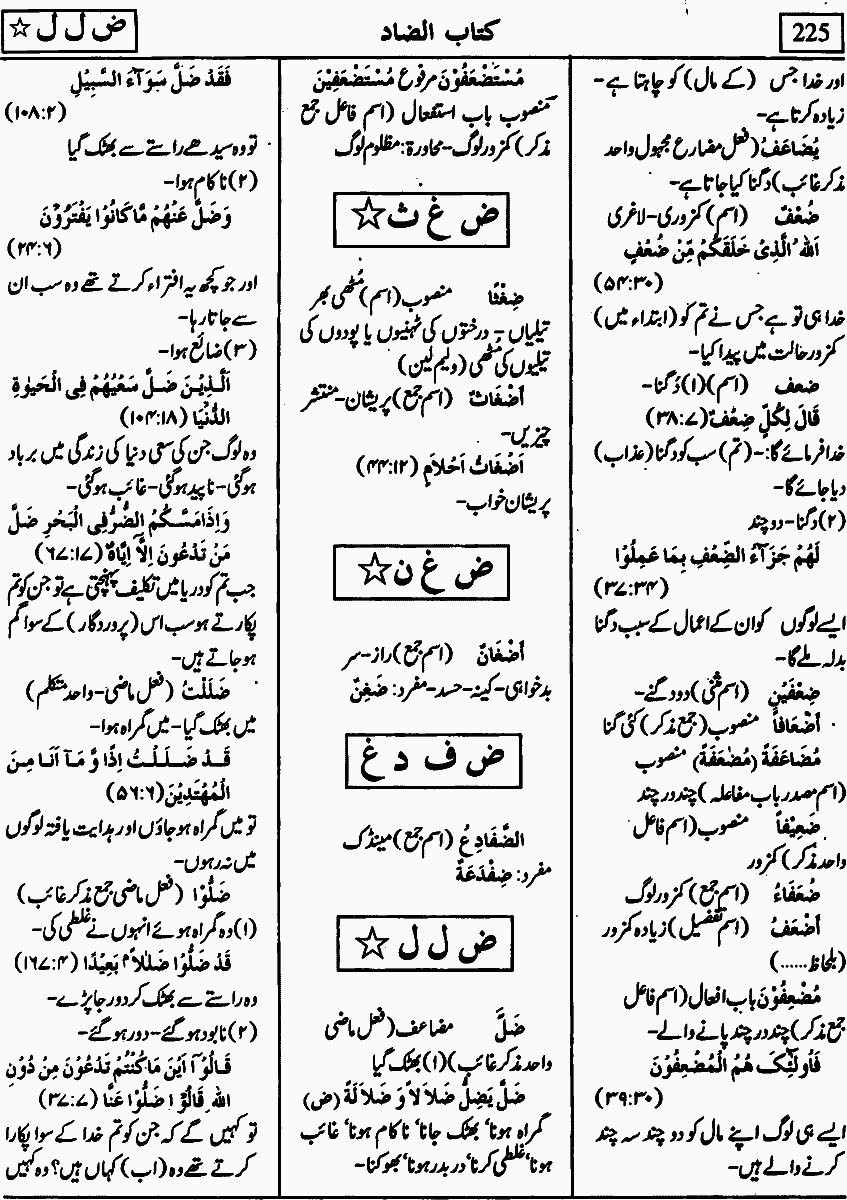 225
كتاب الضاد
ض ل ل ☆
اور خدا جس (کے مال) کو چاہتا ہے-
زیادہ کرتا ہے-
یُضَاعَفُ (فعل مضارع مجہول واحد
مذکر غائب) دگنا کیا جاتا ہے-
ضُعْفٌ (اسم) کمزوری-لاغری
اَللہُ الَّذِیْ خَلَقَکُمْ مِّنْ ضُعْفٍ
(۵۴:۳۰)
خدا ہی تو ہے جس نے تم کو (ابتداء میں)
کمزور حالت میں پیدا کیا-
ضعف (اسم) (۱) دُگنا-
قَالَ لِکُلٍّ ضِعْفٌ (۳۸:۷)
خدا فرمائے گا:-(تم) سب کو دگنا (عذاب)
دیا جائے گا-
(۲) دگنا-دو چند
لَهُمْ جَزَآءُ الضِّعْفِ بِمَا عَمِلُوْا
(۳۷:۳۴)
ایسے لوگوں کو ان کے اعمال کے سبب دگنا
بدلہ ملے گا-
ضِعْفَیْنِ (اسم مثنی) دو دگنے-
أَضْعَافاً منصوب (جمع مذکر) کئی گنا
مُضَاعَفَةً (مُضٰعَفَةً) منصوب
(اسم مصدر باب مفاعلہ) چند در چند
ضَعِیْفاً منصوب (اسم فاعل
واحد مذکر) کمزور
ضُعَفَاءُ (اسم جمع) کمزور لوگ
أَضْعَفُ (اسم تفضیل) زیادہ کمزور
(بلحاظ......)
مُضْعِفُوْنَ باب افعال (اسم فاعل
جمع مذکر) چند در چند پانے والے-
فَاُولٰٓئِکَ هُمُ الْمُضْعِفُوْنَ
(۳۹:۳۰)
ایسے ہی لوگ اپنے مال کو دو چند سہ چند
کرنے والے ہیں-
مُسْتَضْعَفُوْنَ مرفوع مُسْتَضْعَفِیْنَ
منصوب باب استفعال (اسم فاعل جمع
مذکر) کمزور لوگ-محاورۃ: مظلوم لوگ
ض غ ث ☆
ضِغْثًا منصوب (اسم) مُٹھی بھر
تیلیاں - درختوں کی ٹہنیوں یا پودوں کی
تیلیوں کی مٹھی (ولیم لین)
أَضْغَاثٌ (اسم جمع) پریشان-منتشر
چیزیں-
أَضْغَاثُ اَحْلَامٍ (۴۴:۱۲)
پریشان خواب-
ض غ ن ☆
أَضْغَانٌ (اسم جمع) راز-سر
بدخواہی-کینہ-حسد-مفرد: ضَغِنٌ
ض ف د غ
الضَّفَادِعُ (اسم جمع) مینڈک
مفرد: ضِفْدَعَةٌ
ض ل ل ☆
ضَلَّ مضاعف (فعل ماضی
واحد مذکر غائب) (۱) بھٹک گیا
ضَلَّ یَضِلُّ ضَلَالاً وَ ضَلَالَةً (ض)
گمراہ ہونا، بھٹک جانا، ناکام ہونا، غائب
ہونا، غلطی کرنا، دربدر ہونا، بھوکنا-
فَقَدْ ضَلَّ سَوَآءَ السَّبِیْلِ
(۱۰۸:۲)
تو وہ سیدھے راستے سے بھٹک گیا
(۲) ناکام ہوا-
وَضَلَّ عَنْهُمْ مَّا کَانُوْا یَفْتَرُوْنَ
(۲۴:۶)
اور جو کچھ یہ افتراء کرتے تھے وہ سب ان
سے جاتا رہا-
(۳) ضائع ہوا-
اَلَّذِیْنَ ضَلَّ سَعْیُهُمْ فِی الْحَیٰوةِ
الدُّنْیَا (۱۰۴:۱۸)
وہ لوگ جن کی سعی دنیا کی زندگی میں برباد
ہوگئی-ناپید ہوگئی-غائب ہوگئی-
وَاِذَامَسَّکُمُ الضُّرُّفِی الْبَحْرِ ضَلَّ
مَنْ تَدْعُوْنَ اِلَّآ اِیَّاهُ (۶۷:۱۷)
جب تم کو دریا میں تکلیف پہنچتی ہے تو جن کو تم
پکارتے ہو سب اس (پروردگار) کے سوا گم
ہو جاتے ہیں-
ضَلَلْتُ (فعل ماضی-واحد متکلم)
میں بھٹک گیا-میں گمراہ ہوا-
قَدْ ضَلَلْتُ اِذًا وَّ مَآ اَنَا مِنَ
الْمُهْتَدِیْنَ (۵۶:۶)
تو میں گمراہ ہو جاؤں اور ہدایت یافتہ لوگوں
میں نہ رہوں-
ضَلُّوْا (فعل ماضی جمع مذکر غائب)
(۱) وہ گمراہ ہوئے انہوں نے غلطی کی-
قَدْ ضَلُّوْا ضَلٰلاًۢ بَعِیْدًا (۱۶۷:۴)
وہ راستے سے بھٹک کر دور جا پڑے-
(۲) نابود ہوگئے-دور ہوگئے-
قَالُوْآ اَیْنَ مَا کُنْتُمْ تَدْعُوْنَ مِنْ دُوْنِ
اللہِ قَالُوْا ضَلُّوْا عَنَّا (۳۷:۷)
تو کہیں گے کہ جن کو تم خدا کے سوا پکارا
کرتے تھے وہ (اب) کہاں ہیں؟ وہ کہیں